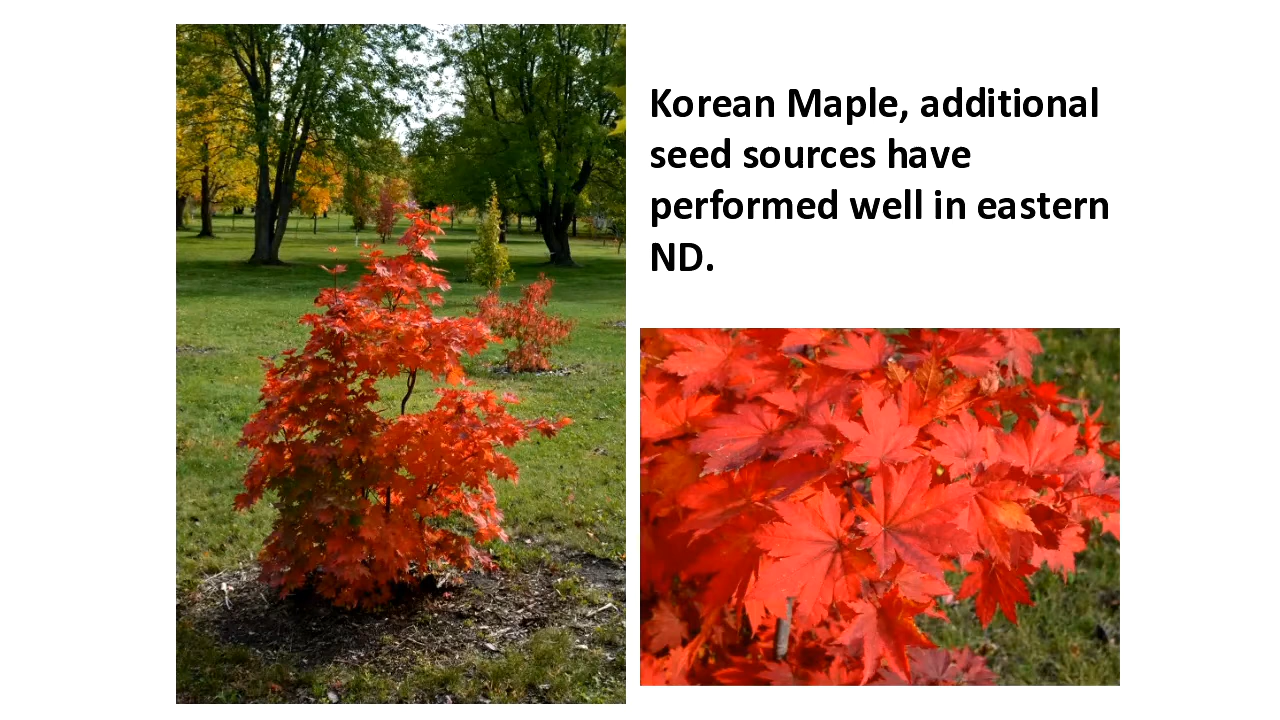 Korean Maple, additional
seed sources have
performed well in eastern
ND.